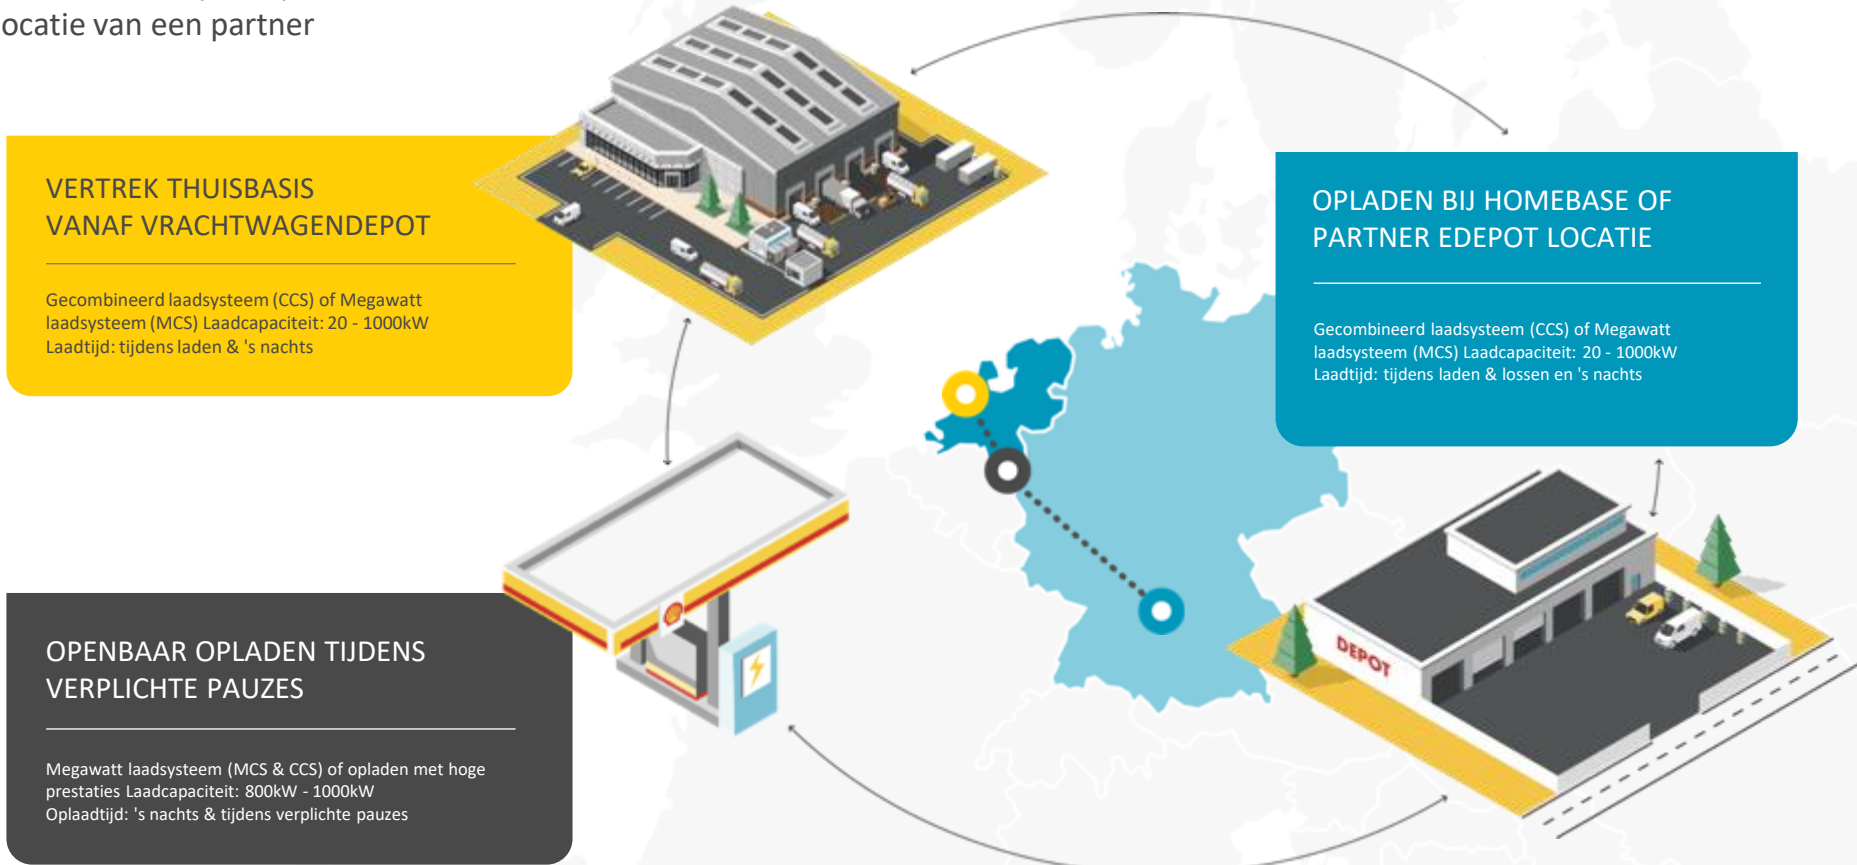 locatie van een partner
VERTREK THUISBASIS
VANAF VRACHTWAGENDEPOT
Gecombineerd laadsysteem (CCS) of Megawatt
laadsysteem (MCS) Laadcapaciteit: 20 - 1000kW
Laadtijd: tijdens laden & 's nachts
OPLADEN BIJ HOMEBASE OF
PARTNER EDEPOT LOCATIE
Gecombineerd laadsysteem (CCS) of Megawatt
laadsysteem (MCS) Laadcapaciteit: 20 - 1000kW
Laadtijd: tijdens laden & lossen en 's nachts
OPENBAAR OPLADEN TIJDENS
VERPLICHTE PAUZES
Megawatt laadsysteem (MCS & CCS) of opladen met hoge
prestaties Laadcapaciteit: 800kW - 1000kW
Oplaadtijd: 's nachts & tijdens verplichte pauzes
DEPOT